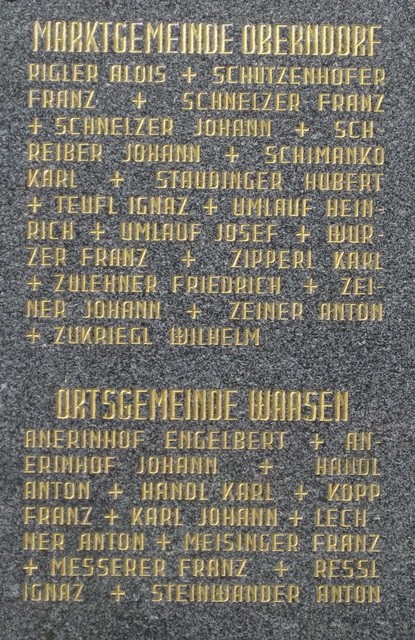 MARKTGEMEINDE OBERNDORF
RIGLER ALOIS + SCHÜTZENHOFER
FRANZ + SCHNELZER FRANZ
+ SCHNELZER JOHANN + SCH-
REIBER JOHANN + SCHIMANKO
KARL + STAUDINGER HUBERT
+ TEUFL IGNAZ + UMLAUF HEIN-
RICH + UMLAUF JOSEF + WUR-
ZER FRANZ + ZIPPERL KARL
+ ZULEHNER FRIEDRICH + ZEI-
NER JOHANN + ZEINER ANTON
+ ZUKRIEGL WILHELM
ORTSGEMEINDE WAASEN
ANERINHOF ENGELBERT + AN-
ERINHOF JOHANN + HANDL
ANTON + HANDL KARL + KOPP
FRANZ + KARL JOHANN + LECH-
NER ANTON + MEISINGER FRANZ
+ MESSERER FRANZ + RESSL
IGNAZ + STEINWANDER ANTON